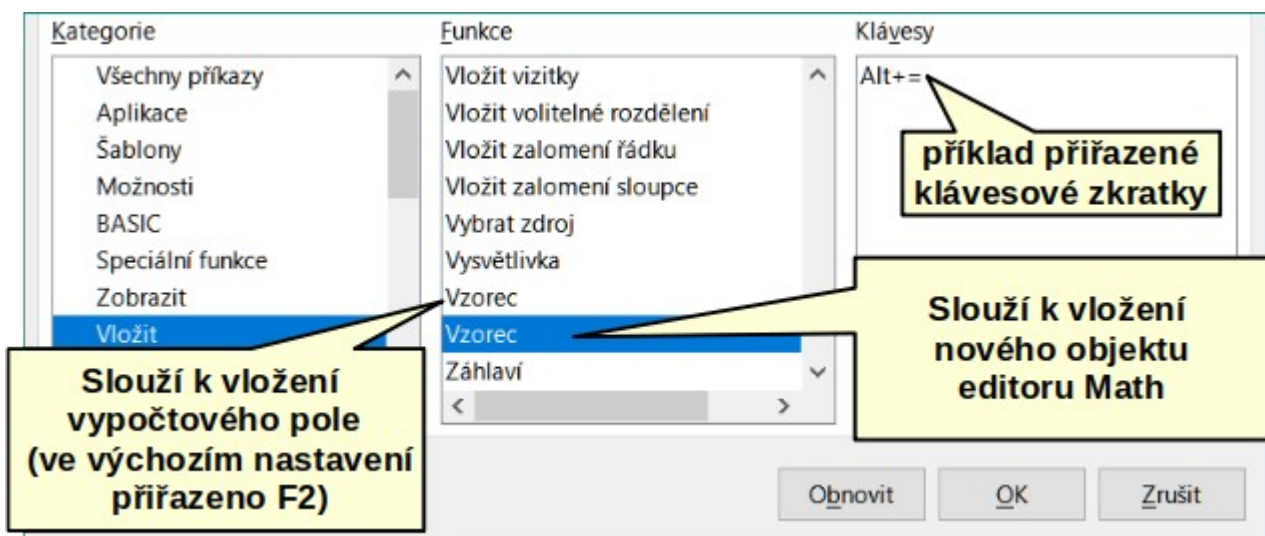 Kategorie
Všechny příkazy
Aplikace
Šablony
Možnosti
BASIC
Speciální funkce
Zobrazit
Vložit
Funkce
Vložit vizitky
Vložit volitelné rozdělení
Vložit zalomení řádku
Vložit zalomení sloupce
Vybrat zdroj
Vysvětlivka
Vzorec
Vzorec
Záhlaví
Klávesy
Alt+=
příklad přiřazené
klávesové zkratky
Slouží k vložení
nového objektu
editoru Math
Slouží k vložení
vypočtového pole
(ve výchozím nastavení
přiřazeno F2)
Obnovit
OK
Zrušit